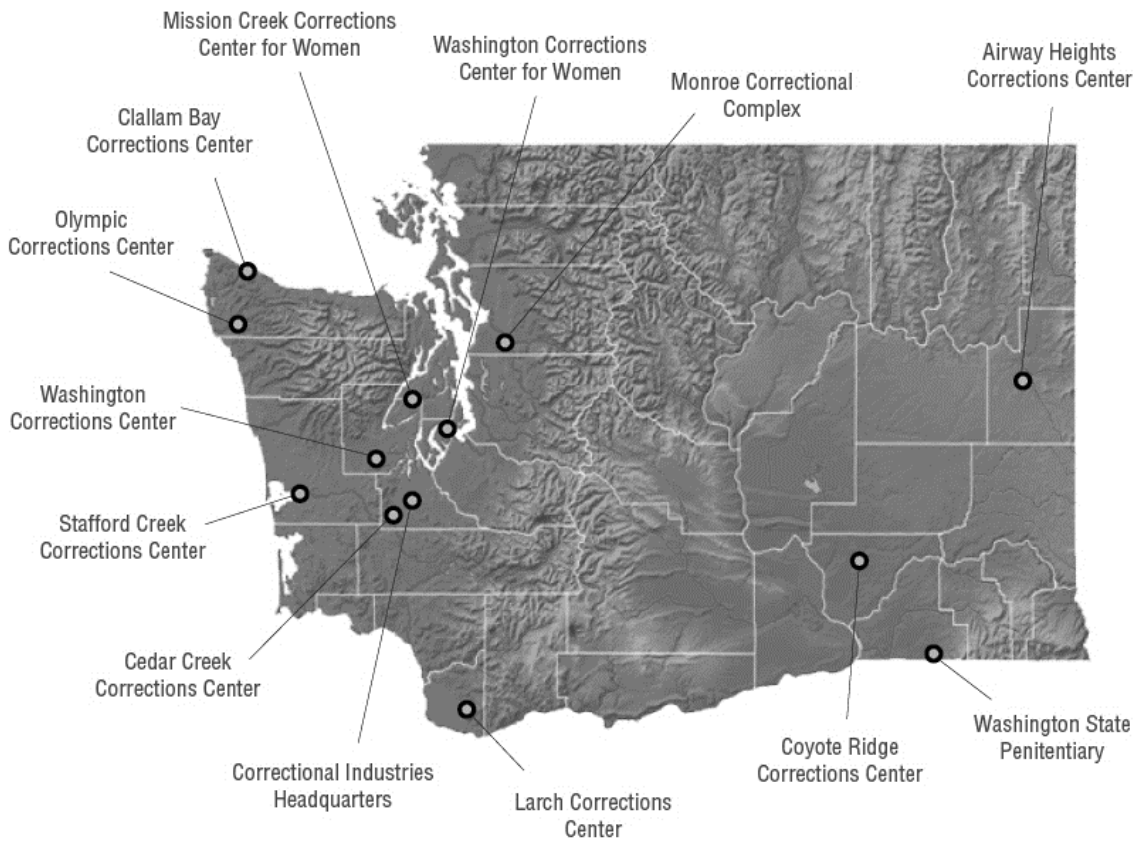 Mission Creek Corrections
Center for Women
Washington Corrections
Center for Women
Monroe Correctional
Complex
Airway Heights
Corrections Center
Clallam Bay
Corrections Center
Olympic
Corrections Center
Washington
Corrections Center
Stafford Creek
Corrections Center
Cedar Creek
Corrections Center
Correctional Industries
Headquarters
Larch Corrections
Center
Coyote Ridge
Corrections Center
Washington State
Penitentiary